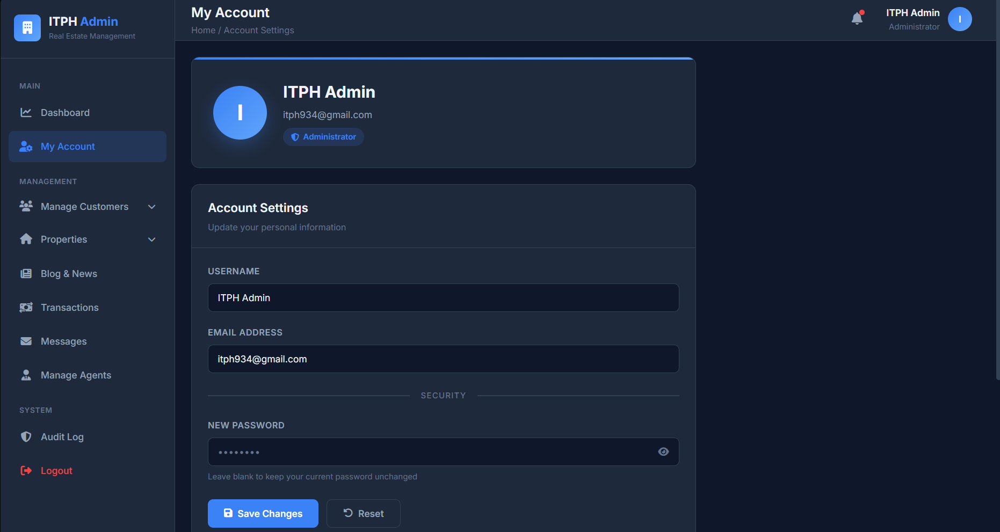 ITPH Admin
Real Estate Management
MAIN
Dashboard
My Account
MANAGEMENT
Manage Customers
Properties
Blog & News
Transactions
Messages
Manage Agents
SYSTEM
Audit Log
Logout
My Account
Home / Account Settings
ITPH Admin
Administrator
I
I
ITPH Admin
itph934@gmail.com
Administrator
Account Settings
Update your personal information
USERNAME
ITPH Admin
EMAIL ADDRESS
itph934@gmail.com
SECURITY
NEW PASSWORD
••••••••
Leave blank to keep your current password unchanged
Save Changes
Reset